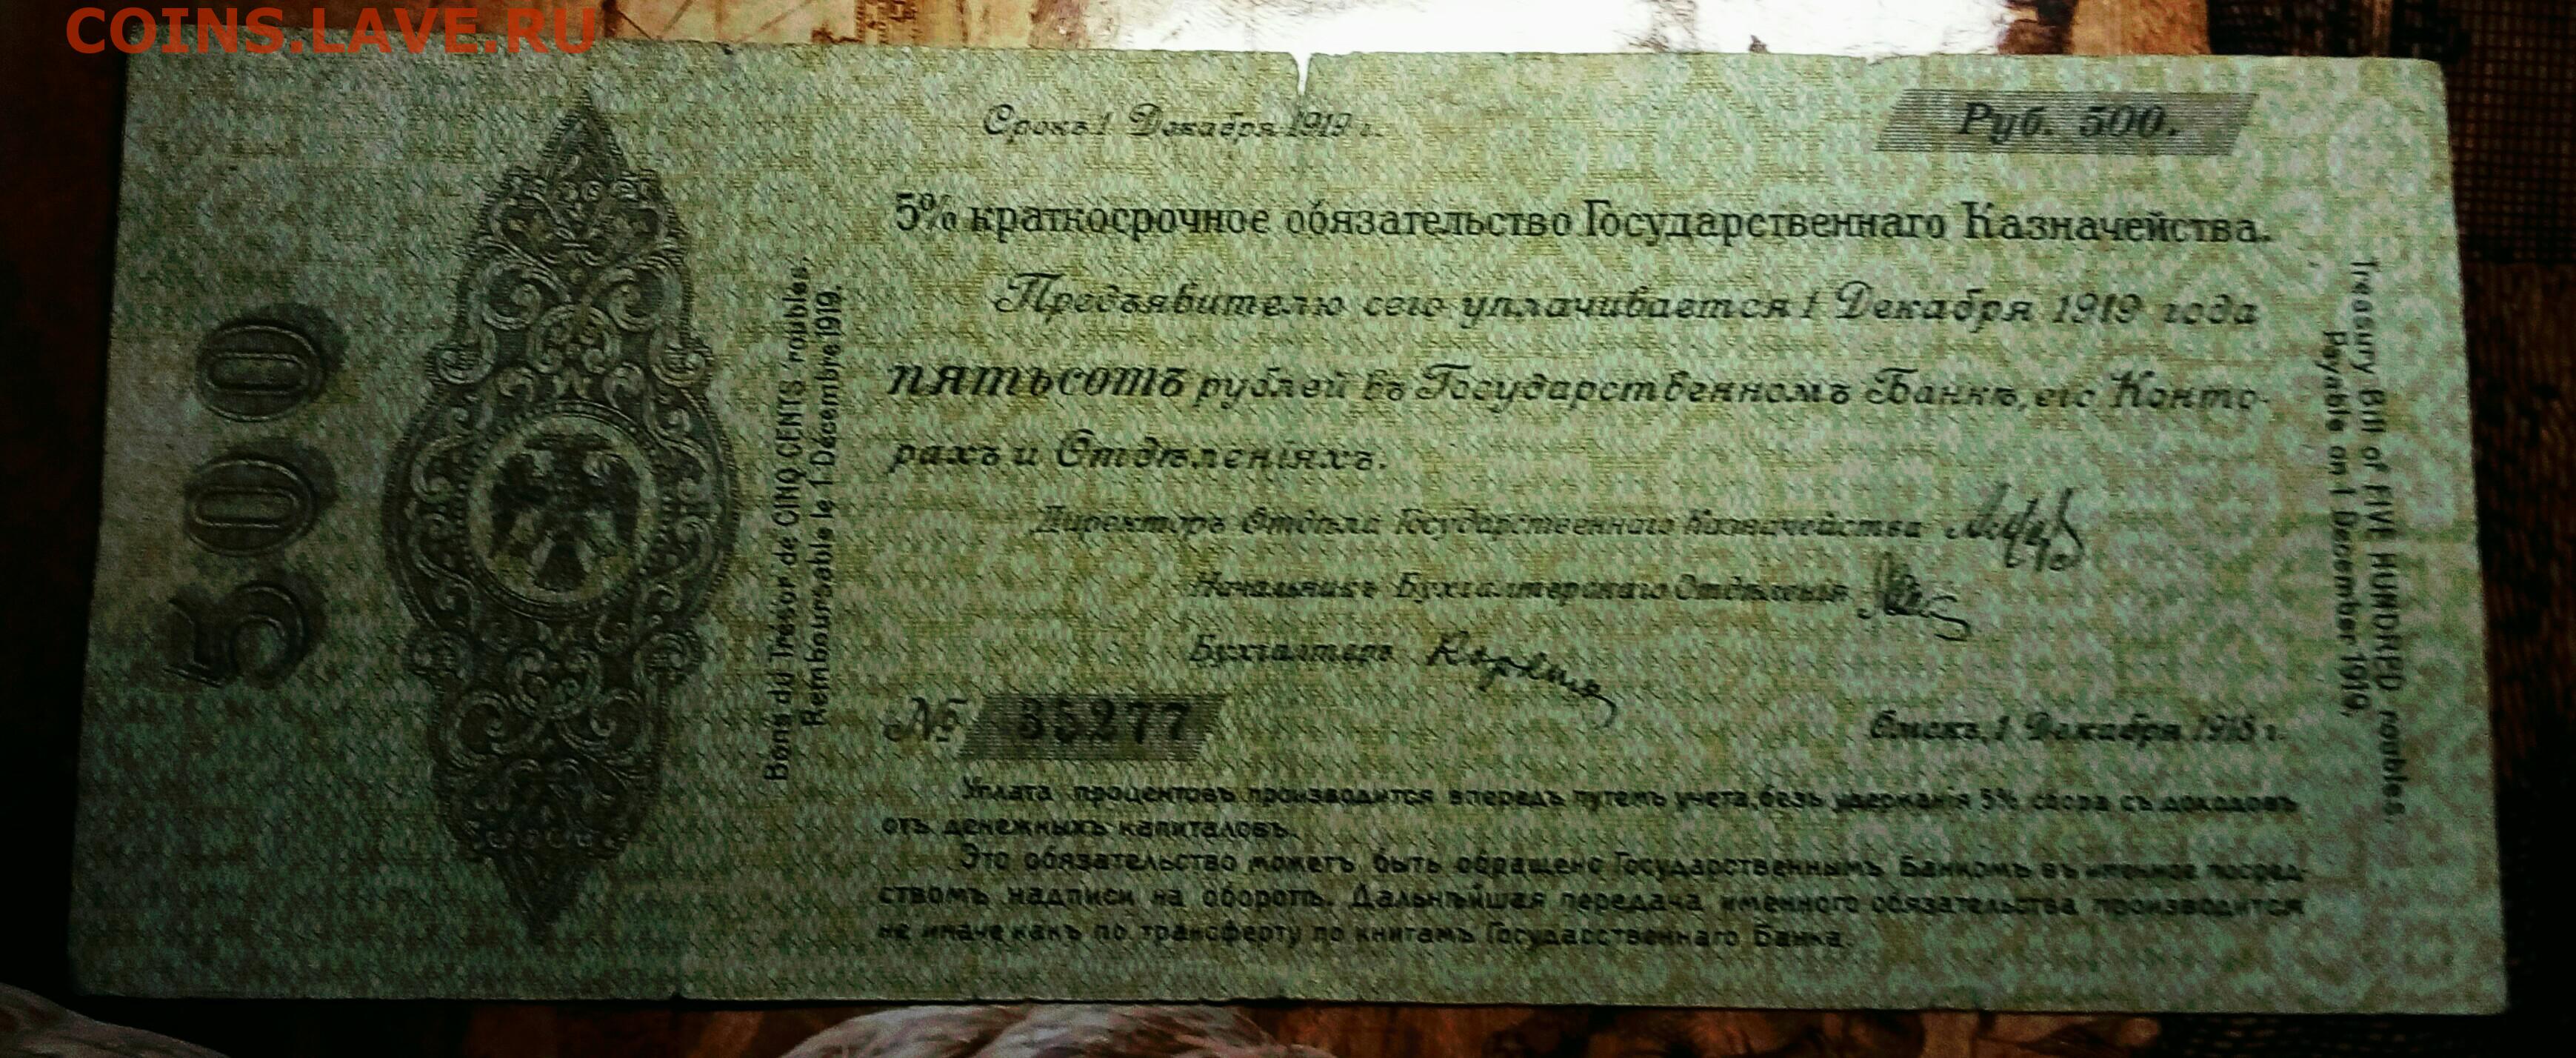 COINS.LAVE.RU
Срокъ 1 Декабря 1919 г.
Руб. 500.
5% краткосрочное обязательство Государственнаго Казначейства.
Предъявителю сего уплачивается 1 Декабря 1919 года
пятьсотъ рублей въ Государственномъ Банкѣ, его Конто-
рахъ и Отдѣленіяхъ.
Директоръ Отдѣла Государственнаго Казначейства
Начальникъ Бухгалтерскаго Отдѣленія
Бухгалтеръ
№ 35277
Омскъ, 1 Декабря 1918 г.
Уплата процентовъ производится впередъ путемъ учета, безъ удержанія 5% сбора съ доходовъ
отъ денежныхъ капиталовъ.
Это обязательство можетъ быть обращено Государственнымъ Банкомъ въ именное посред-
ствомъ надписи на оборотѣ. Дальнѣйшая передача именного обязательства производится
не иначе какъ по трансферту по книгамъ Государственнаго Банка.
500
Bons du Trésor de CINQ CENTS roubles,
Remboursable le 1 Décembre 1919.
Treasury Bill of FIVE HUNDRED roubles.
Payable on 1 December 1919.